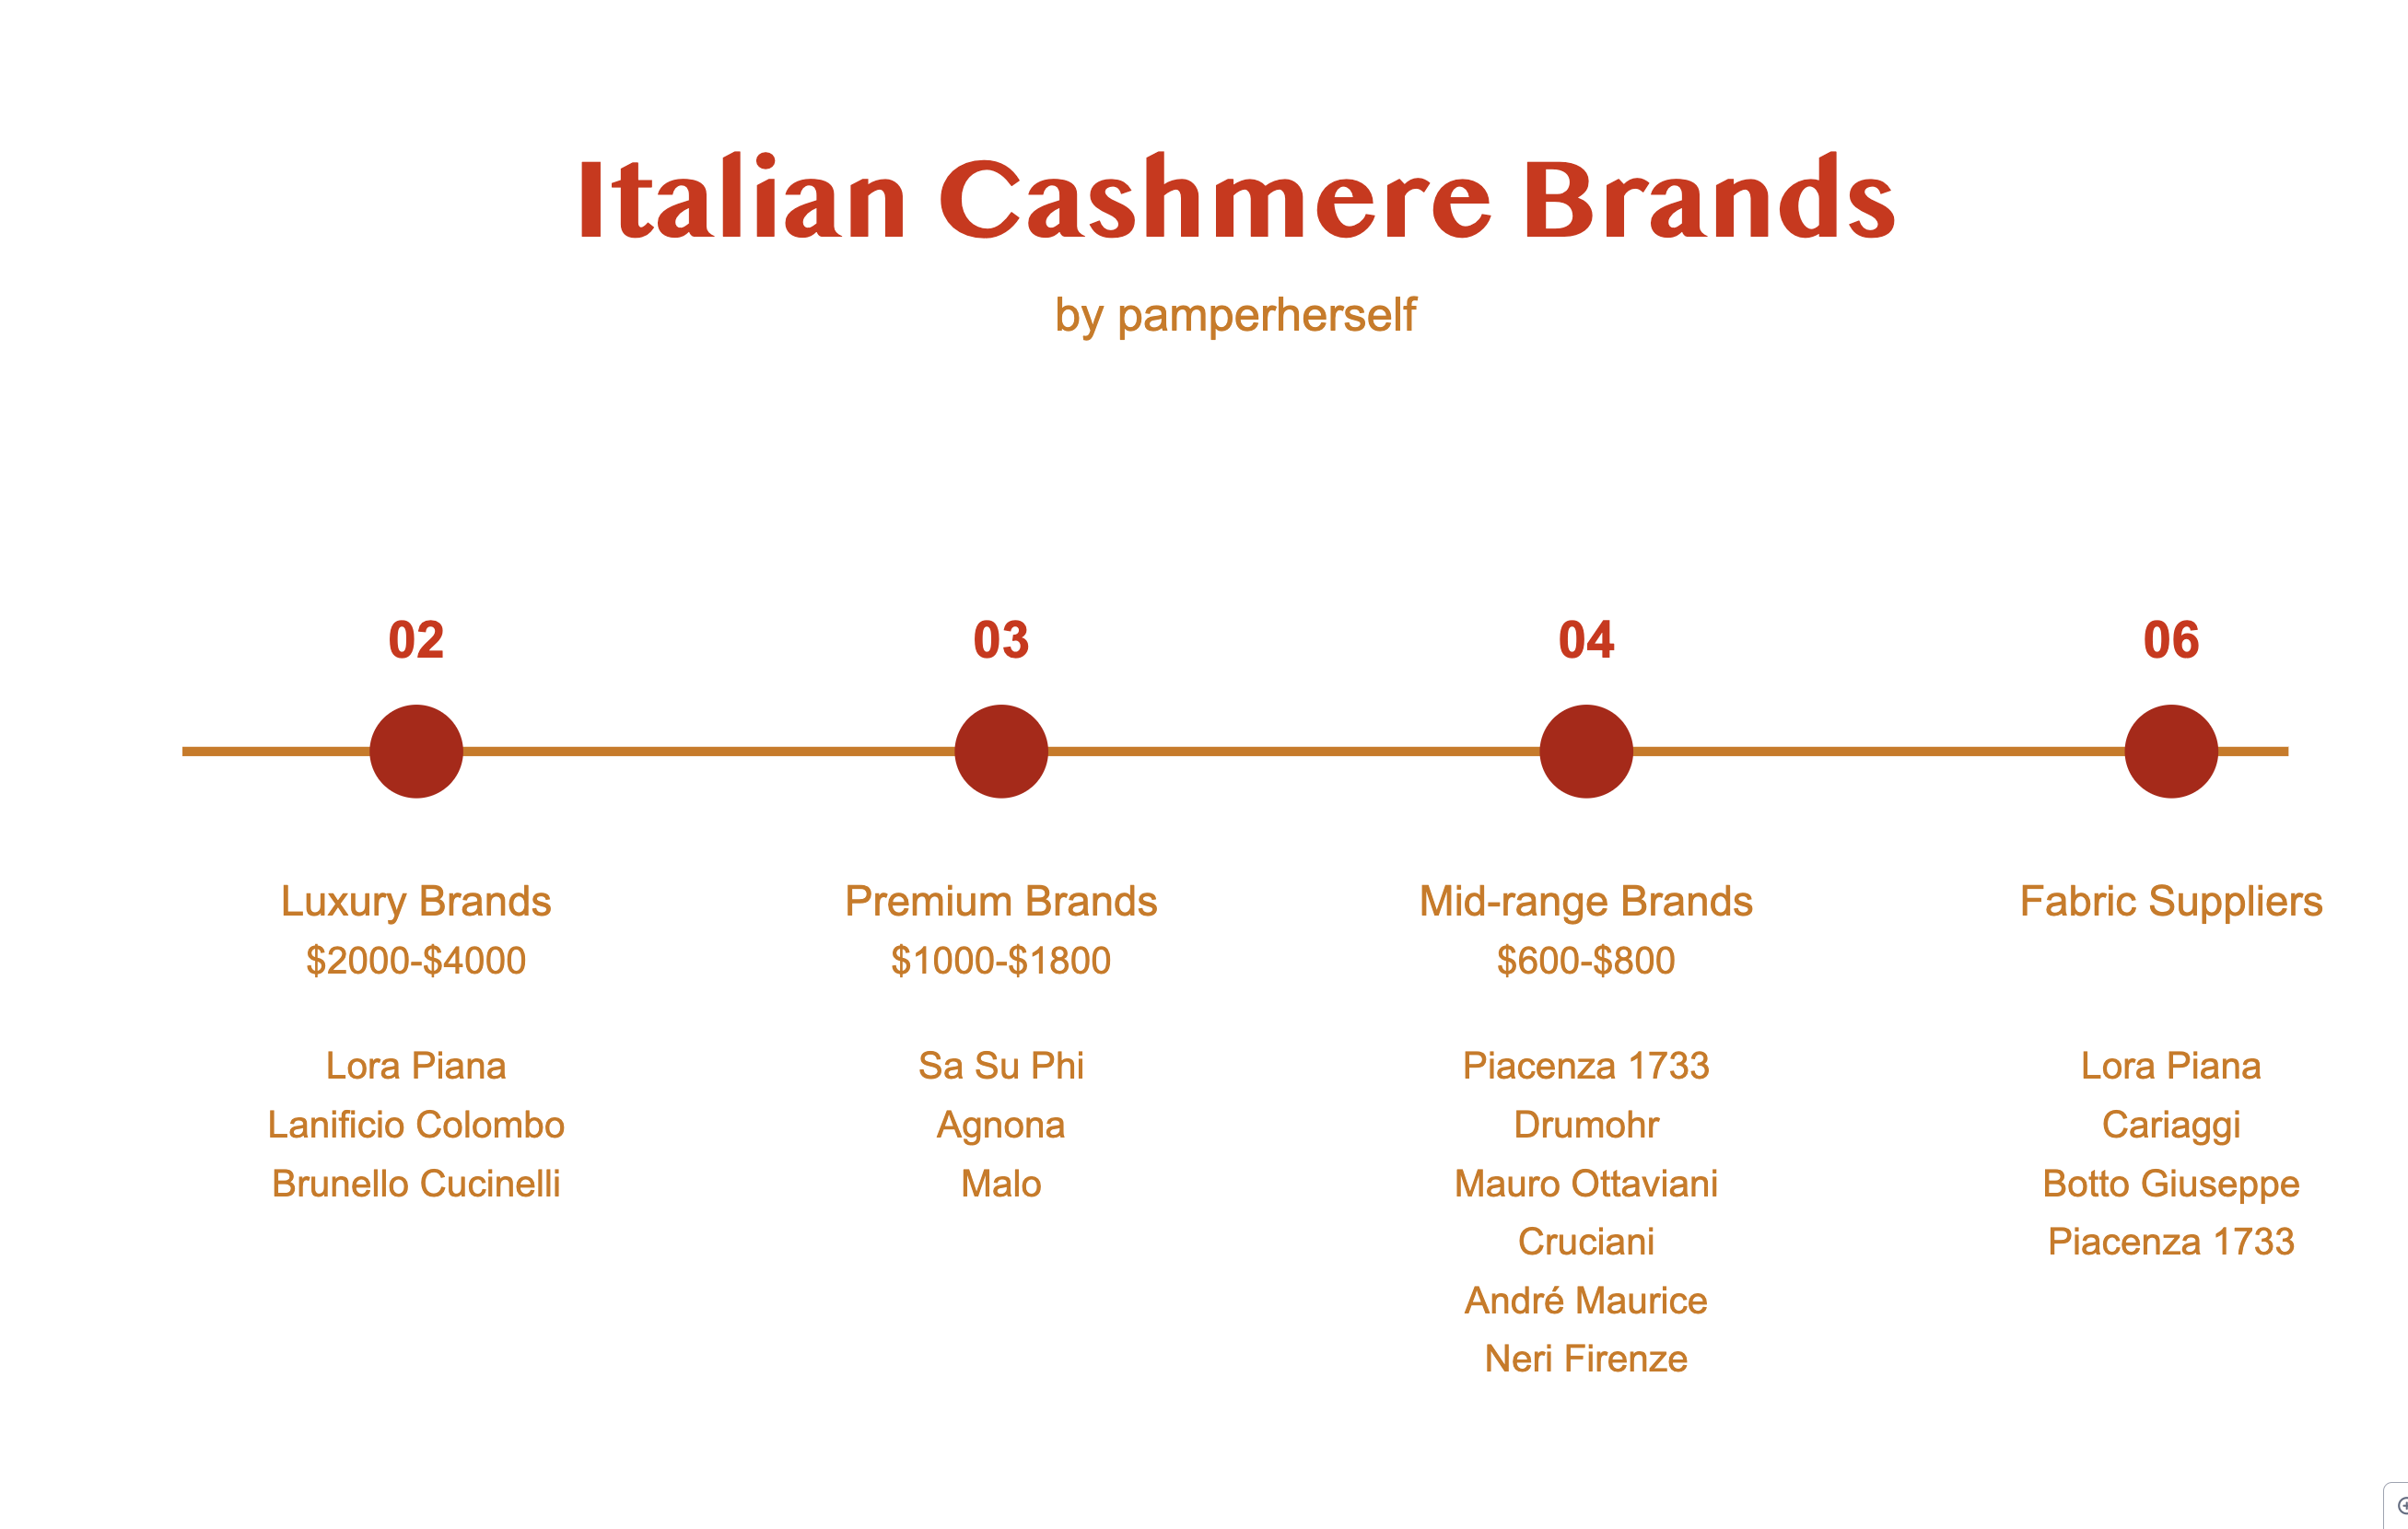 Italian Cashmere Brands
by pamperherself
02
03
04
06
Luxury Brands
$2000-$4000
Lora Piana
Lanificio Colombo
Brunello Cucinelli
Premium Brands
$1000-$1800
Sa Su Phi
Agnona
Malo
Mid-range Brands
$600-$800
Piacenza 1733
Drumohr
Mauro Ottaviani
Cruciani
André Maurice
Neri Firenze
Fabric Suppliers
Lora Piana
Cariaggi
Botto Giuseppe
Piacenza 1733